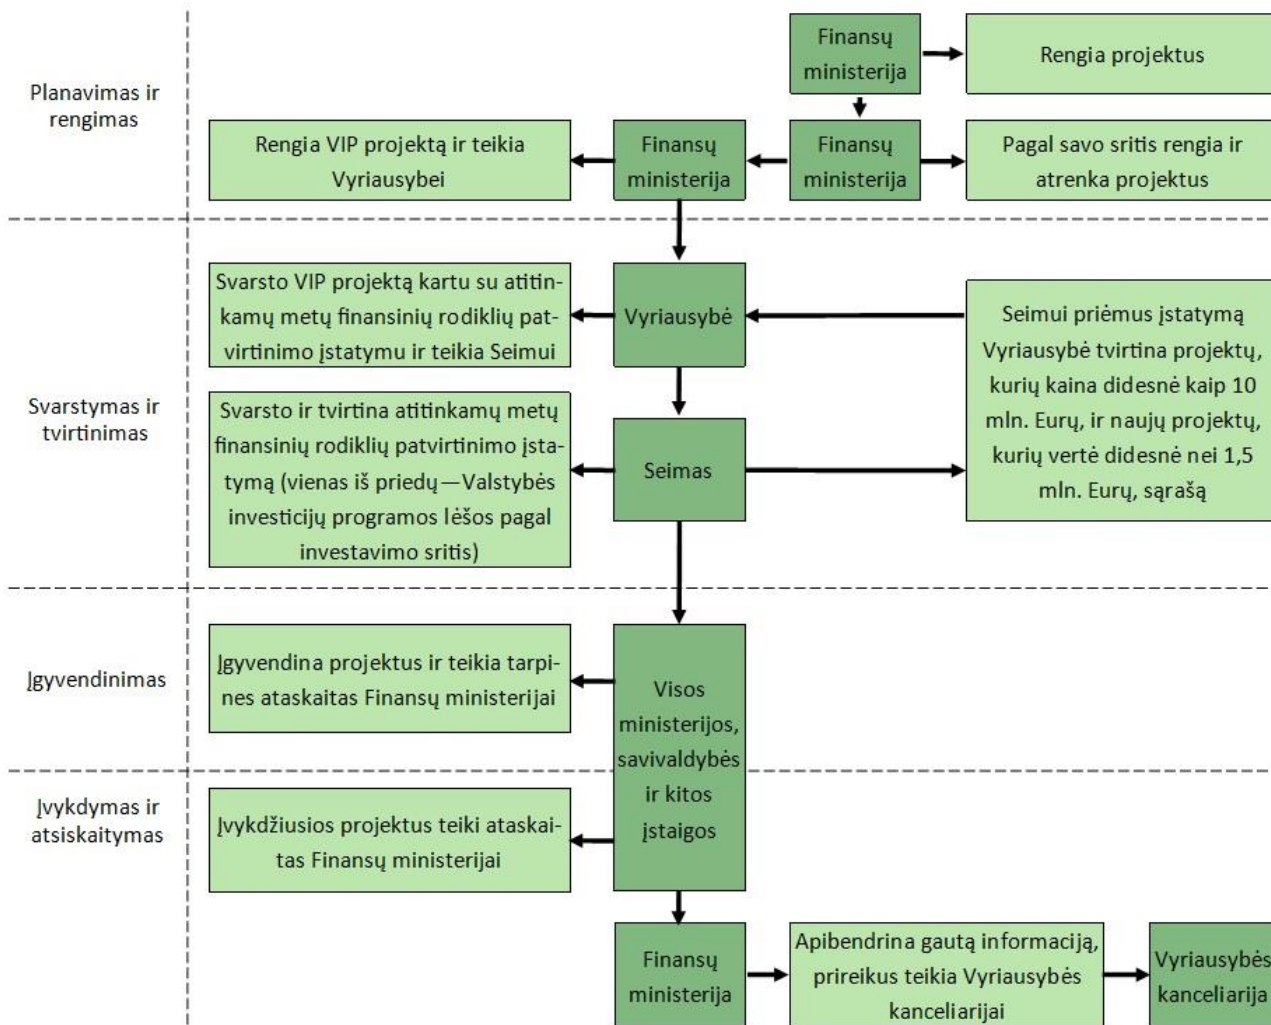 Finansų
ministerija
Rengia projektus
Planavimas ir
rengimas
Rengia VIP projektą ir teikia
Vyriausybei
Finansų
ministerija
Finansų
ministerija
Pagal savo sritis rengia ir
atrenka projektus
Svarstymas ir
tvirtinimas
Svarsto VIP projektą kartu su atitin-
kamų metų finansinių rodiklių pat-
virtinimo įstatymu ir teikia Seimui
Vyriausybė
Seimui priėmus įstatymą
Vyriausybė tvirtina projektų,
kurių kaina didesnė kaip 10
mln. Eurų, ir naujų projektų,
kurių vertė didesnė nei 1,5
mln. Eurų, sąrašą
Svarsto ir tvirtina atitinkamų metų
finansinių rodiklių patvirtinimo įsta-
tymą (vienas iš priedų—Valstybės
investicijų programos lėšos pagal
investavimo sritis)
Seimas
Įgyvendinimas
Įgyvendina projektus ir teikia tarpi-
nes ataskaitas Finansų ministerijai
Visos
ministerijos,
savivaldybės
ir kitos
įstaigos
Įvykdymas ir
atsiskaitymas
Įvykdžiusios projektus teiki ataskai-
tas Finansų ministerijai
Finansų
ministerija
Apibendrina gautą informaciją,
prireikus teikia Vyriausybės
kanceliarijai
Vyriausybės
kanceliarija